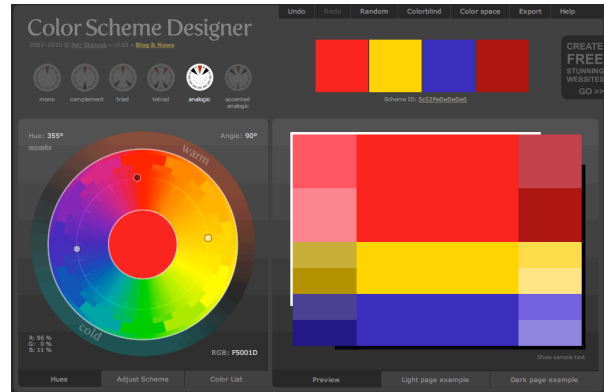 Undo Redo Random Colorblind Color space Export Help
Color Scheme Designer
2002–2010 © Petr Stanicek • v3.51 • Blog & News
CREATE
FREE
STUNNING
WEBSITES
GO >>
mono complement triad tetrad analogic accented
analogic
Scheme ID:
Hue: 355° Angle: 90°
opposite
warm
cold
R: 96 %
G: 0 %
B: 11 %
RGB: F5001D
Show sample text
Hues Adjust Scheme Color List
Preview Light page example Dark page example